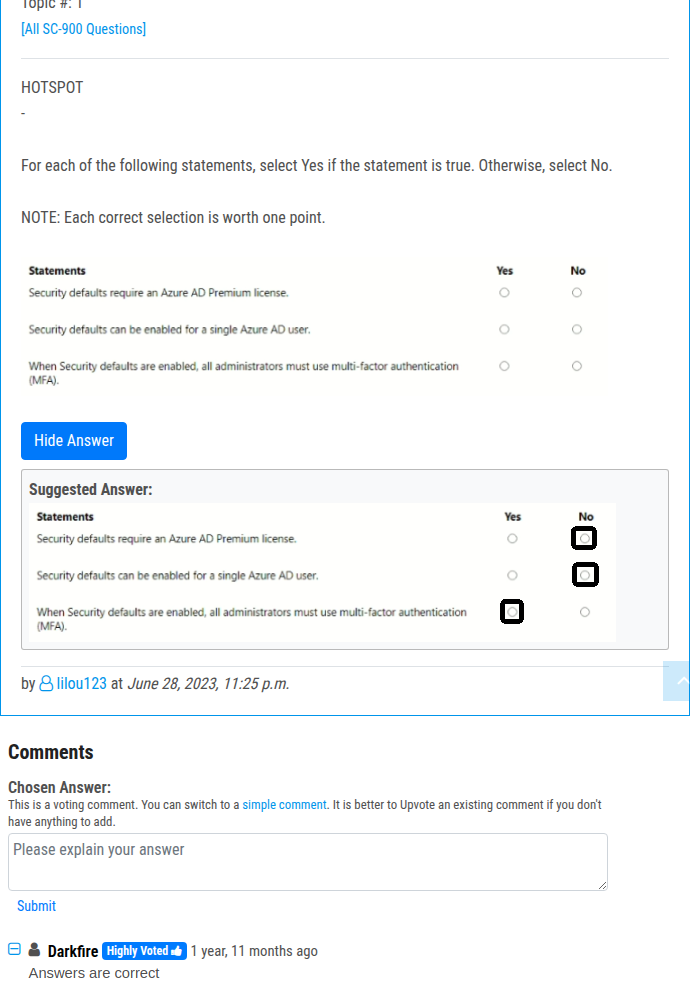 Topic #: 1
[All SC-900 Questions]
HOTSPOT
-
For each of the following statements, select Yes if the statement is true. Otherwise, select No.
NOTE: Each correct selection is worth one point.
Statements Yes No
Security defaults require an Azure AD Premium license.
Security defaults can be enabled for a single Azure AD user.
When Security defaults are enabled, all administrators must use multi-factor authentication
(MFA).
Hide Answer
Suggested Answer:
Statements Yes No
Security defaults require an Azure AD Premium license.
Security defaults can be enabled for a single Azure AD user.
When Security defaults are enabled, all administrators must use multi-factor authentication
(MFA).
by lilou123 at June 28, 2023, 11:25 p.m.
Comments
Chosen Answer:
This is a voting comment. You can switch to a simple comment. It is better to Upvote an existing comment if you don't
have anything to add.
Please explain your answer
Submit
Darkfire Highly Voted 1 year, 11 months ago
Answers are correct